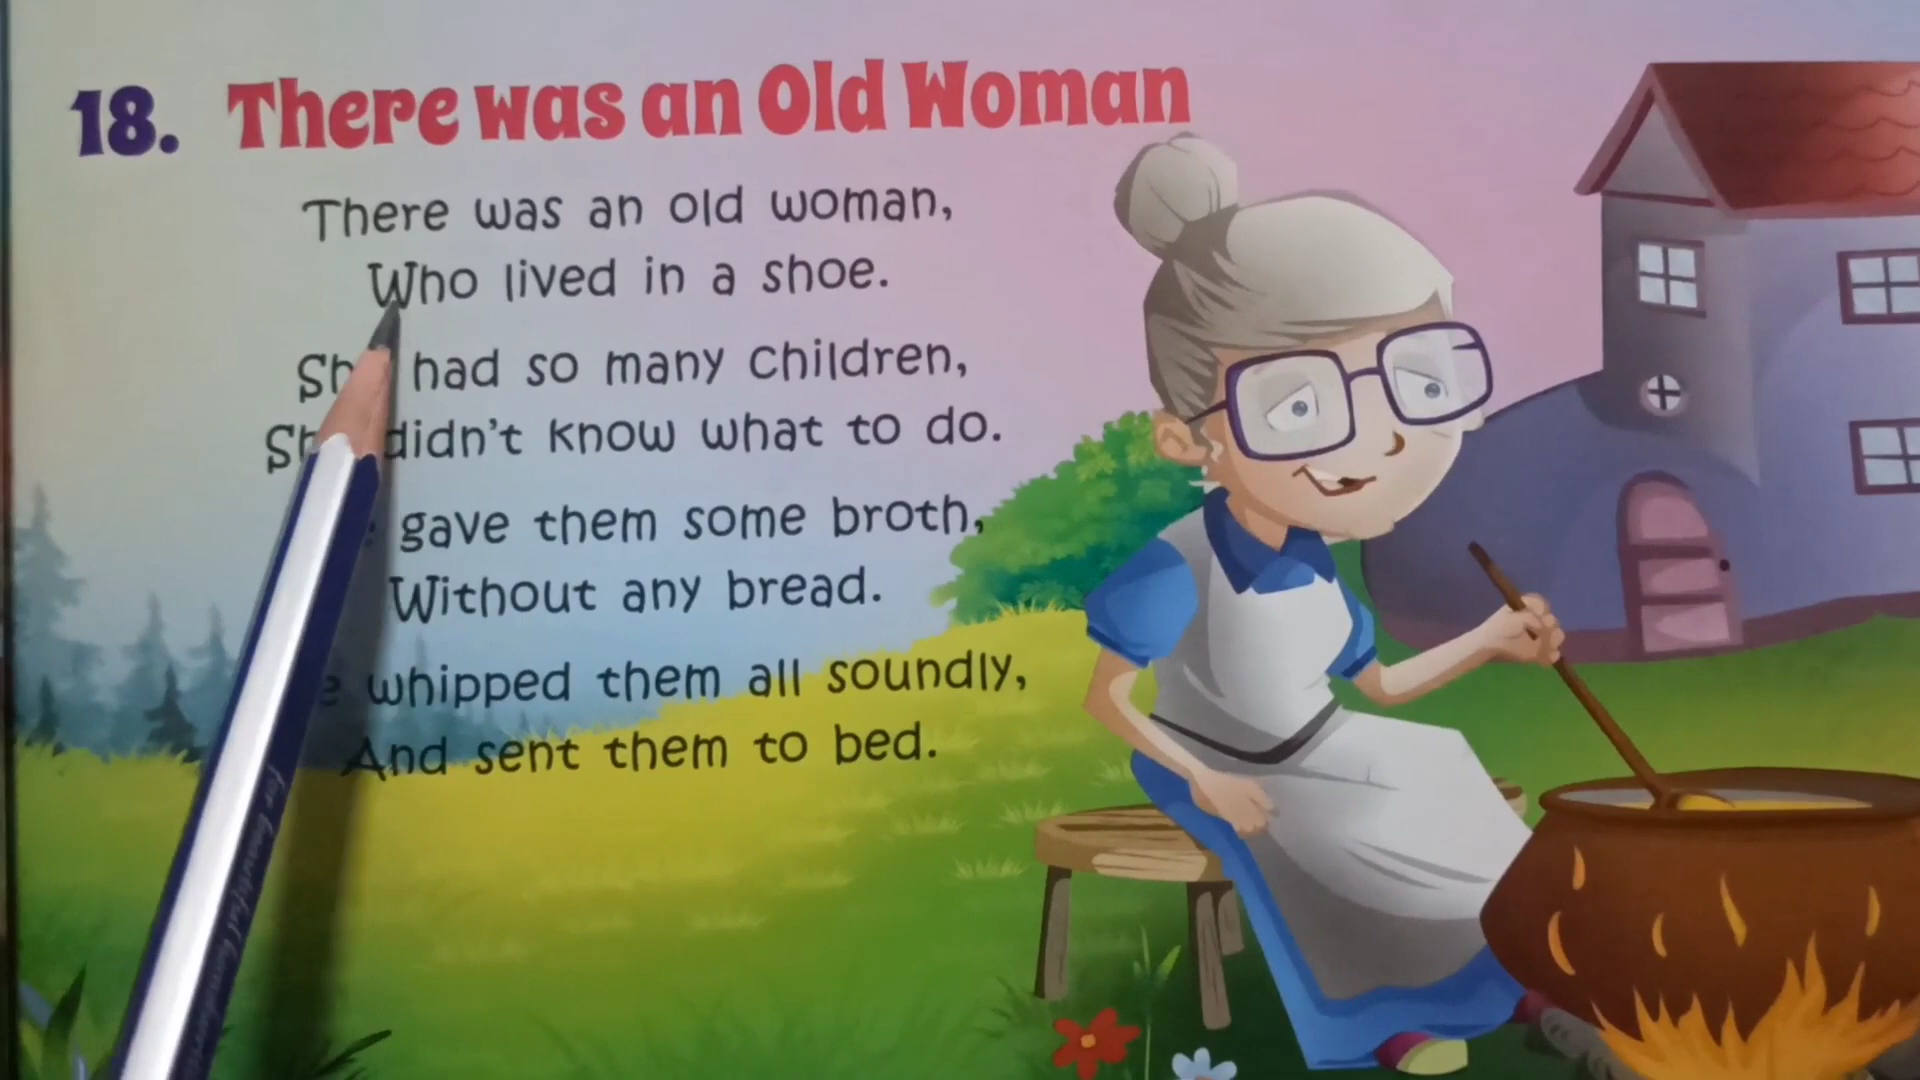 18. There was an Old Woman
There was an old woman,
Who lived in a shoe.
had so many children,
didn't know what to do.
gave them some broth,
Without any bread.
whipped them all soundly,
And sent them to bed.
for beautiful